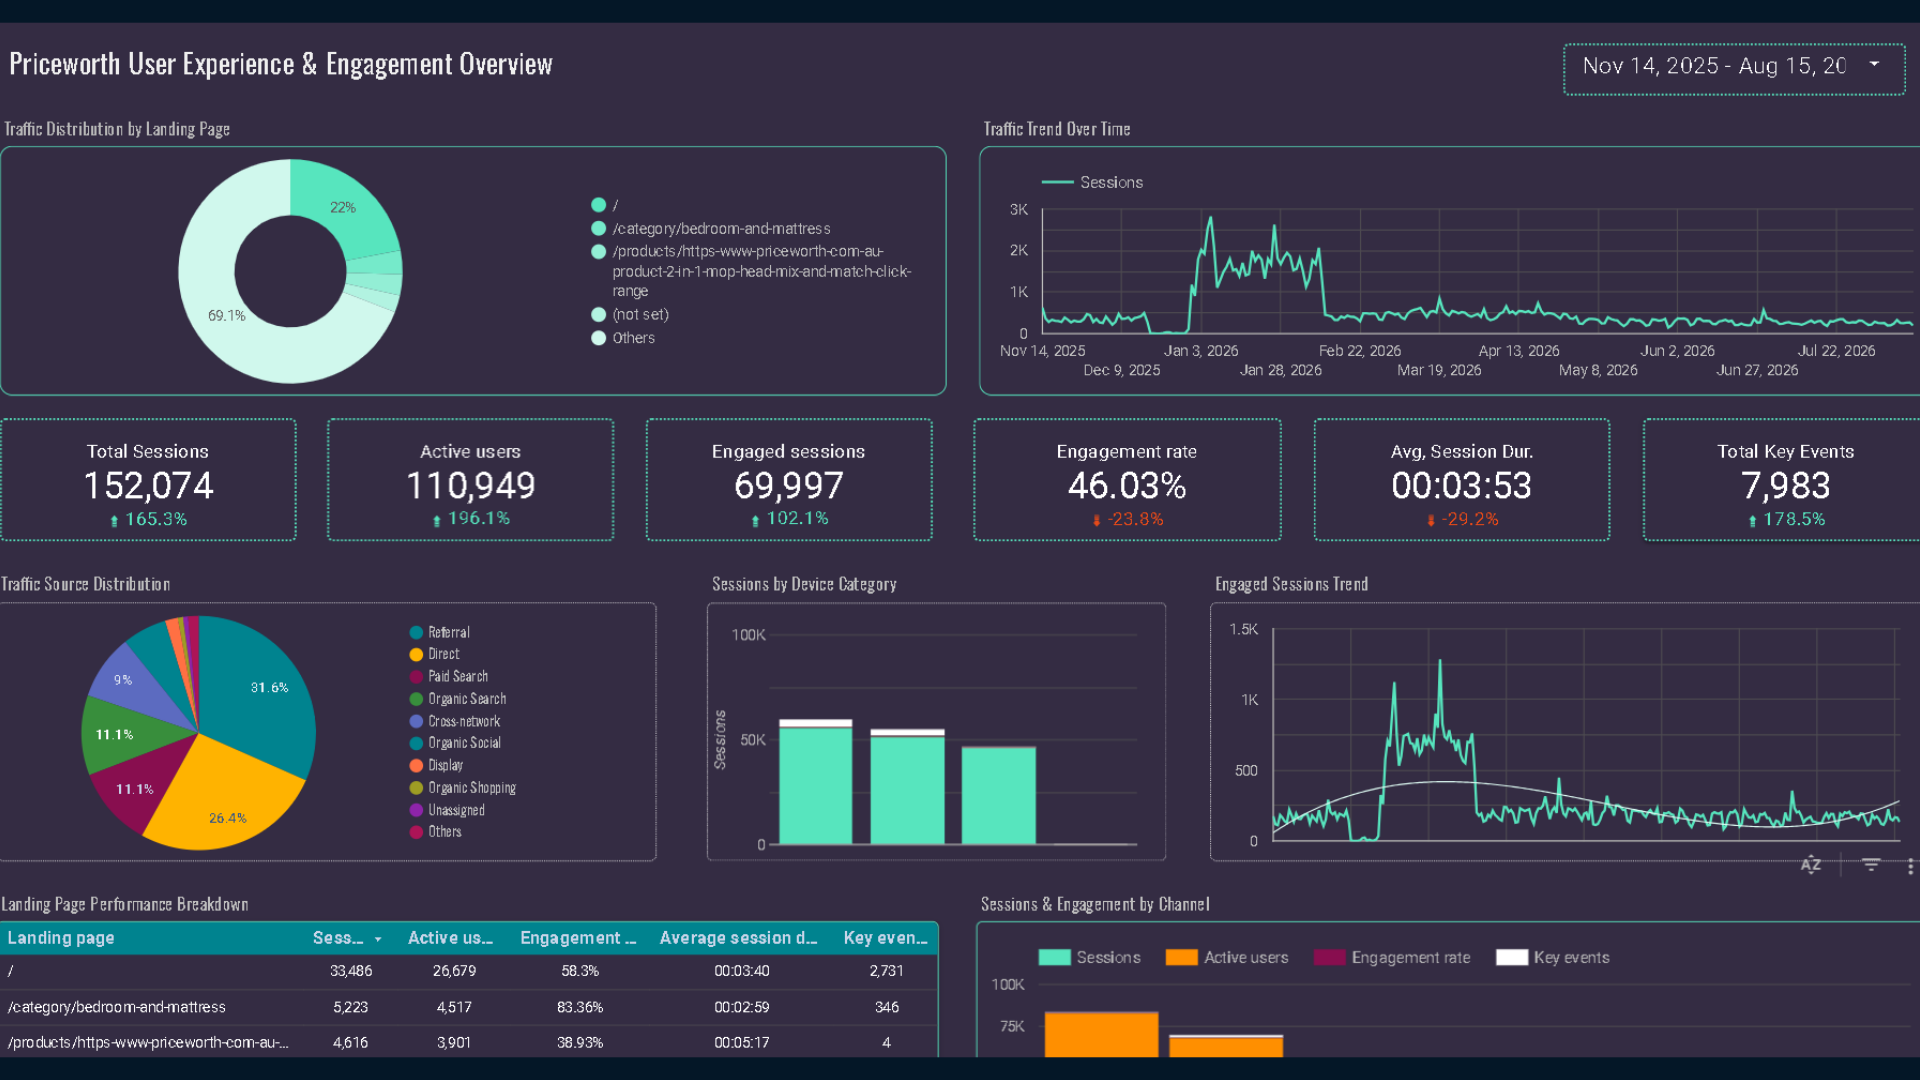 Priceworth User Experience & Engagement Overview
Nov 14, 2025 - Aug 15, 20
Traffic Distribution by Landing Page
22%
69.1%
/
/category/bedroom-and-mattress
/products/https-www-priceworth-com-au-
product-2-in-1-mop-head-mix-and-match-click-
range
(not set)
Others
Traffic Trend Over Time
Sessions
3K
2K
1K
0
Nov 14, 2025
Jan 3, 2026
Feb 22, 2026
Apr 13, 2026
Jun 2, 2026
Jul 22, 2026
Dec 9, 2025
Jan 28, 2026
Mar 19, 2026
May 8, 2026
Jun 27, 2026
Total Sessions
152,074
165.3%
Active users
110,949
196.1%
Engaged sessions
69,997
102.1%
Engagement rate
46.03%
-23.8%
Avg, Session Dur.
00:03:53
-29.2%
Total Key Events
7,983
178.5%
Traffic Source Distribution
31.6%
26.4%
11.1%
11.1%
9%
Referral
Direct
Paid Search
Organic Search
Cross-network
Organic Social
Display
Organic Shopping
Unassigned
Others
Sessions by Device Category
Sessions
100K
50K
0
Engaged Sessions Trend
1.5K
1K
500
0
AZ
Landing Page Performance Breakdown
Landing page Sess... Active us... Engagement ... Average session d... Key even...
/ 33,486 26,679 58.3% 00:03:40 2,731
/category/bedroom-and-mattress 5,223 4,517 83.36% 00:02:59 346
/products/https-www-priceworth-com-au-... 4,616 3,901 38.93% 00:05:17 4
Sessions & Engagement by Channel
Sessions Active users Engagement rate Key events
100K
75K